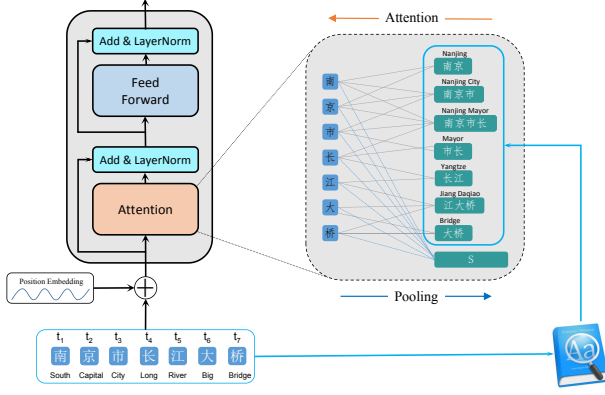 Add & LayerNorm
Feed
Forward
Add & LayerNorm
Attention
Position Embedding
t1 t2 t3 t4 t5 t6 t7
南 京 市 长 江 大 桥
South Capital City Long River Big Bridge
Attention
南
京
市
长
江
大
桥
Nanjing
南京
Nanjing City
南京市
Nanjing Mayor
南京市长
Mayor
市长
Yangtze
长江
Jiang Daqiao
江大桥
Bridge
大桥
S
Pooling
Aa